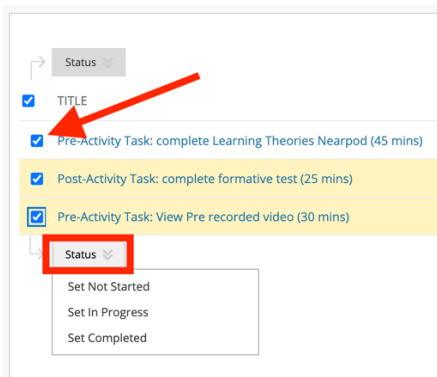 Status
TITLE
Pre-Activity Task: complete Learning Theories Nearpod (45 mins)
Post-Activity Task: complete formative test (25 mins)
Pre-Activity Task: View Pre recorded video (30 mins)
Status
Set Not Started
Set In Progress
Set Completed